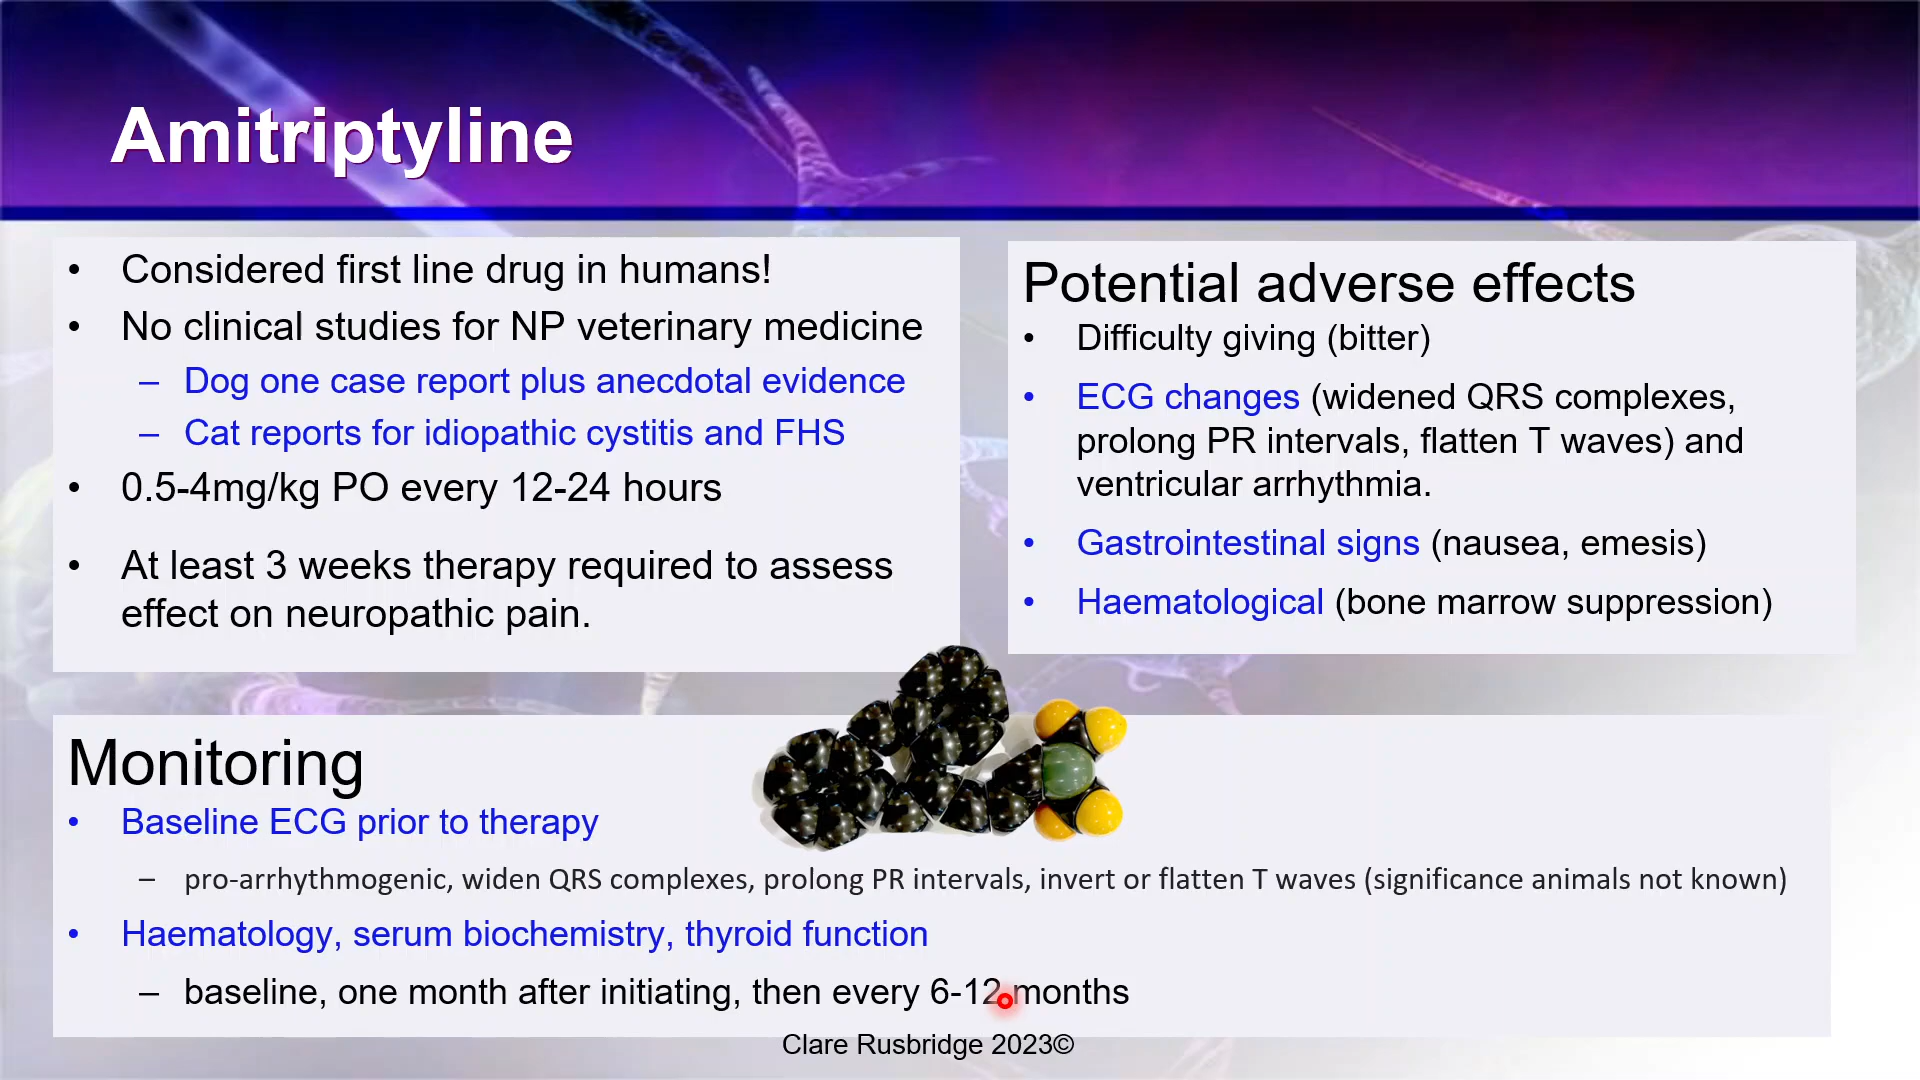 Amitriptyline
• Considered first line drug in humans!
• No clinical studies for NP veterinary medicine
– Dog one case report plus anecdotal evidence
– Cat reports for idiopathic cystitis and FHS
• 0.5-4mg/kg PO every 12-24 hours
• At least 3 weeks therapy required to assess
effect on neuropathic pain.
Potential adverse effects
• Difficulty giving (bitter)
• ECG changes (widened QRS complexes,
prolong PR intervals, flatten T waves) and
ventricular arrhythmia.
• Gastrointestinal signs (nausea, emesis)
• Haematological (bone marrow suppression)
Monitoring
• Baseline ECG prior to therapy
– pro-arrhythmogenic, widen QRS complexes, prolong PR intervals, invert or flatten T waves (significance animals not known)
• Haematology, serum biochemistry, thyroid function
– baseline, one month after initiating, then every 6-12 months
Clare Rusbridge 2023©